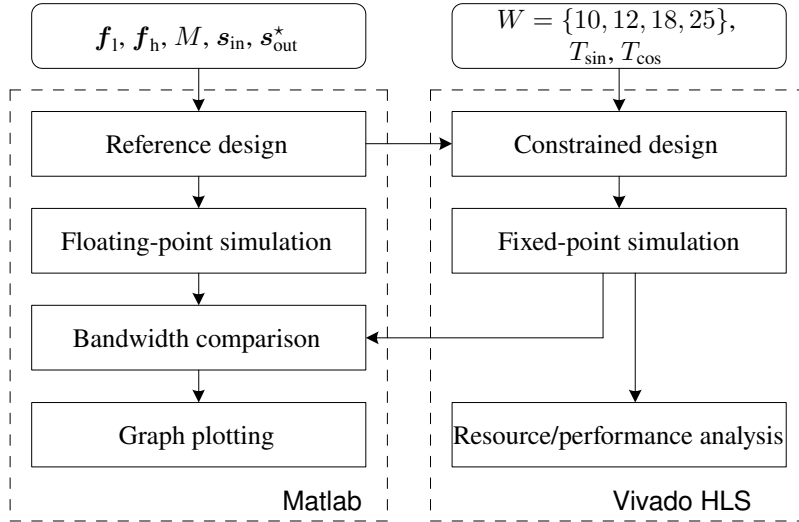 f_l, f_h, M, s_in, s^⋆_out
W = {10, 12, 18, 25},
T_sin, T_cos
Reference design
Constrained design
Floating-point simulation
Fixed-point simulation
Bandwidth comparison
Graph plotting
Resource/performance analysis
Matlab
Vivado HLS